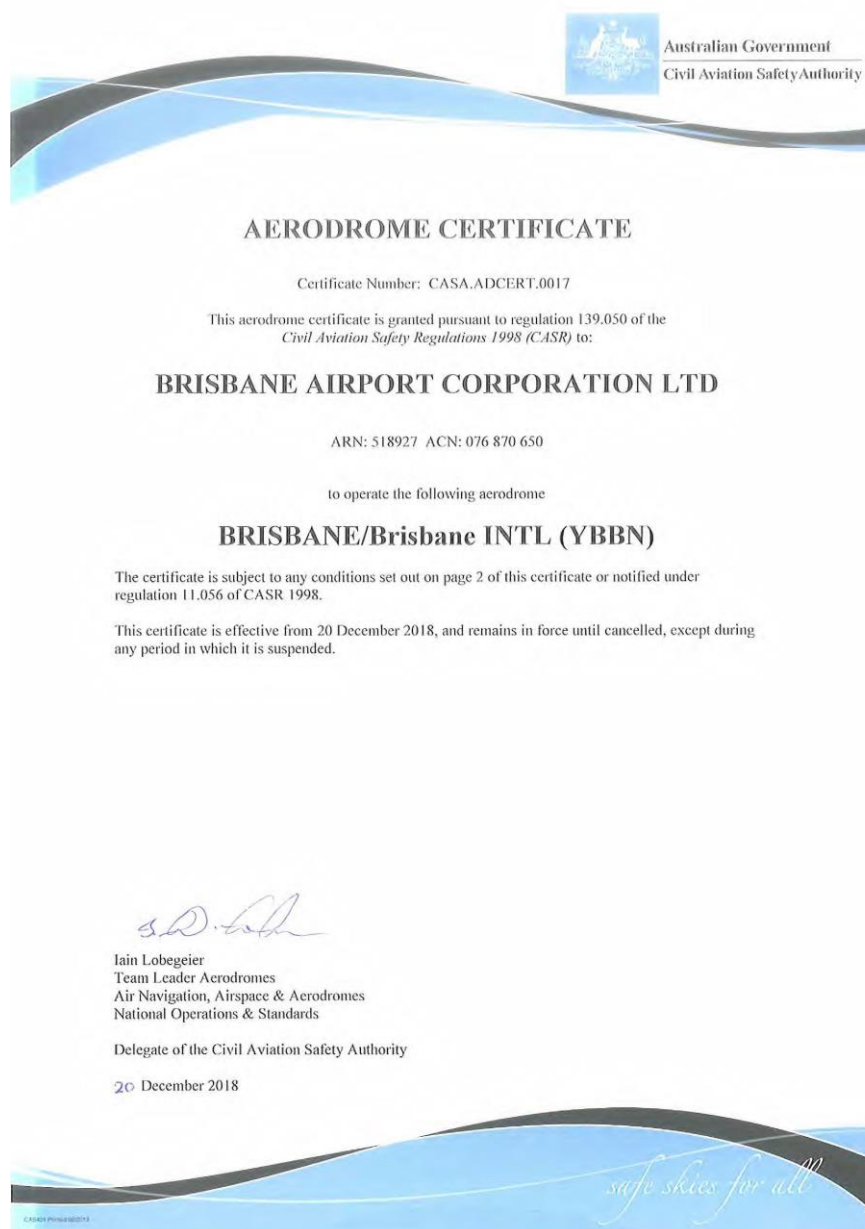 Australian Government
Civil Aviation Safety Authority
AERODROME CERTIFICATE
Certificate Number: CASA.ADCERT.0017
This aerodrome certificate is granted pursuant to regulation 139.050 of the
Civil Aviation Safety Regulations 1998 (CASR) to:
BRISBANE AIRPORT CORPORATION LTD
ARN: 518927 ACN: 076 870 650
to operate the following aerodrome
BRISBANE/Brisbane INTL (YBBN)
The certificate is subject to any conditions set out on page 2 of this certificate or notified under
regulation 11.056 of CASR 1998.
This certificate is effective from 20 December 2018, and remains in force until cancelled, except during
any period in which it is suspended.
Iain Lobegeier
Team Leader Aerodromes
Air Navigation, Airspace & Aerodromes
National Operations & Standards
Delegate of the Civil Aviation Safety Authority
20 December 2018
safe skies for all